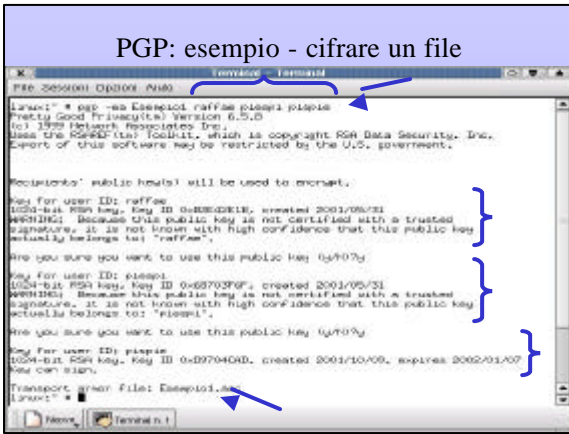 PGP: esempio - cifrare un file
Terminal - Terminal
File Sessioni Opzioni Aiuto
linux:~ # pgp -ea Esempio1 raffae piespi pispie
Pretty Good Privacy(tm) Version 6.5.8
(c) 1999 Network Associates Inc.
Uses the RSAREF(tm) Toolkit, which is copyright RSA Data Security, Inc.
Export of this software may be restricted by the U.S. government.
Recipients' public key(s) will be used to encrypt.
Key for user ID: raffae
1024-bit RSA key, Key ID created 2001/05/31
WARNING: Because this public key is not certified with a trusted
signature, it is not known with high confidence that this public key
actually belongs to: "raffae".
Are you sure you want to use this public key (y/N)?y
Key for user ID: piespi
1024-bit RSA key, Key ID 0x68703F6F, created 2001/05/31
WARNING: Because this public key is not certified with a trusted
signature, it is not known with high confidence that this public key
actually belongs to: "piespi".
Are you sure you want to use this public key (y/N)?y
Key for user ID: pispie
1024-bit RSA key, Key ID 0xB9704CAD, created 2001/10/09, expires 2002/01/07
Key can sign.
Transport armor file: Esempio1.asc
linux:~ #
Nuovo
Terminal n. 1